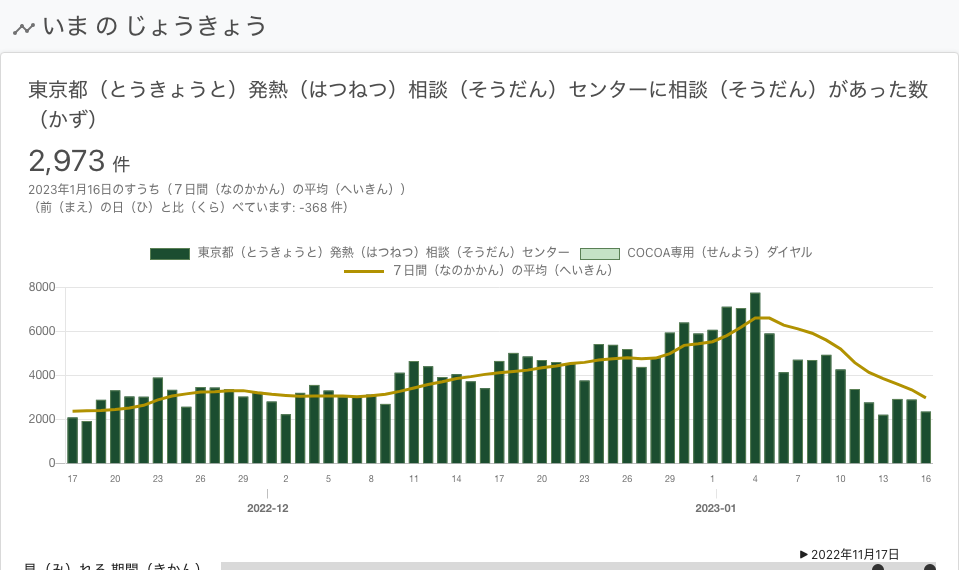 いま の じょうきょう
東京都（とうきょうと）発熱（はつねつ）相談（そうだん）センターに相談（そうだん）があった数
（かず）
2,973 件
2023年1月16日のすうち（７日間（なのかかん）の平均（へいきん））
（前（まえ）の日（ひ）と比（くら）べています: -368 件）
東京都（とうきょうと）発熱（はつねつ）相談（そうだん）センター COCOA専用（せんよう）ダイヤル
７日間（なのかかん）の平均（へいきん）
8000
6000
4000
2000
0
17 20 23 26 29 2 5 8 11 14 17 20 23 26 29 1 4 7 10 13 16
2022-12 2023-01
▶ 2022年11月17日
見（み）れる 期間（きかん）